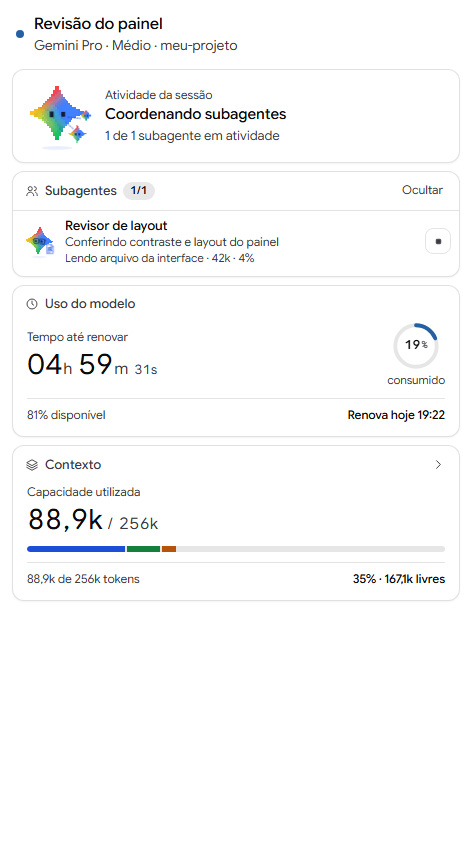 Revisão do painel
Gemini Pro · Médio · meu-projeto
Atividade da sessão
Coordenando subagentes
1 de 1 subagente em atividade
Subagentes 1/1 Ocultar
Revisor de layout
Conferindo contraste e layout do painel
Lendo arquivo da interface · 42k · 4%
Uso do modelo
Tempo até renovar
04h 59m 31s
19%
consumido
81% disponível Renova hoje 19:22
Contexto
Capacidade utilizada
88,9k / 256k
88,9k de 256k tokens 35% · 167,1k livres